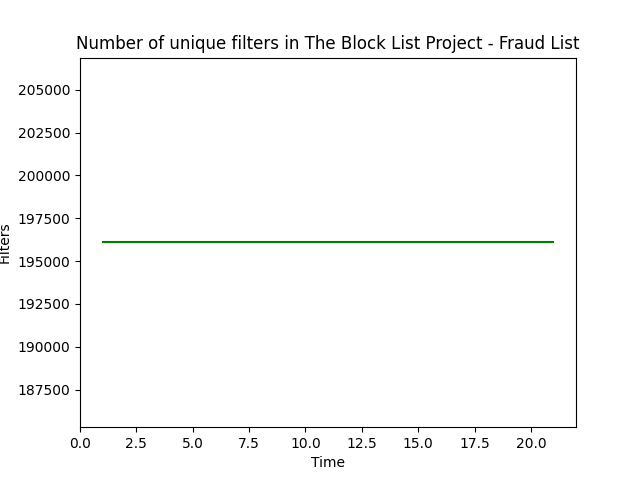 Number of unique filters in The Block List Project - Fraud List
205000
202500
200000
197500
195000
192500
190000
187500
Filters
0.0 2.5 5.0 7.5 10.0 12.5 15.0 17.5 20.0
Time